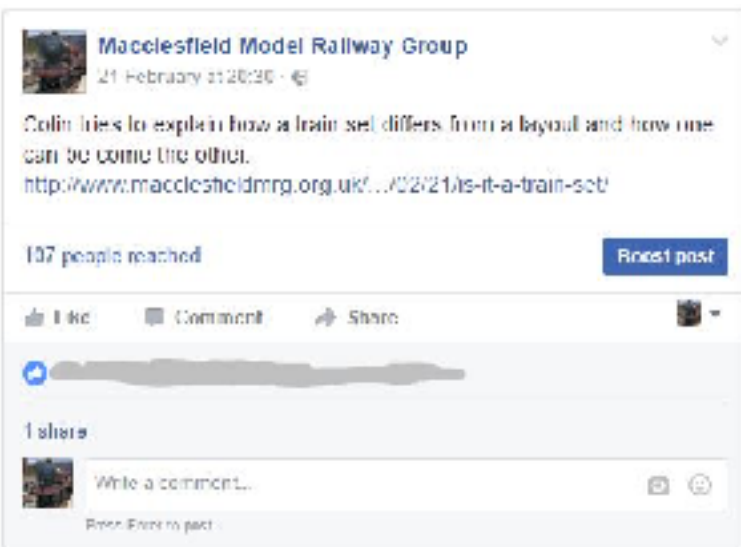 Macclesfield Model Railway Group
21 February at 20:30
Colin tries to explain how a train set differs from a layout and how one
can be come the other.
http://www.macclesfieldmrg.org.uk/.../02/21/is-it-a-train-set/
107 people reached
Boost post
Like Comment Share
1 share
Write a comment...
Press Enter to post